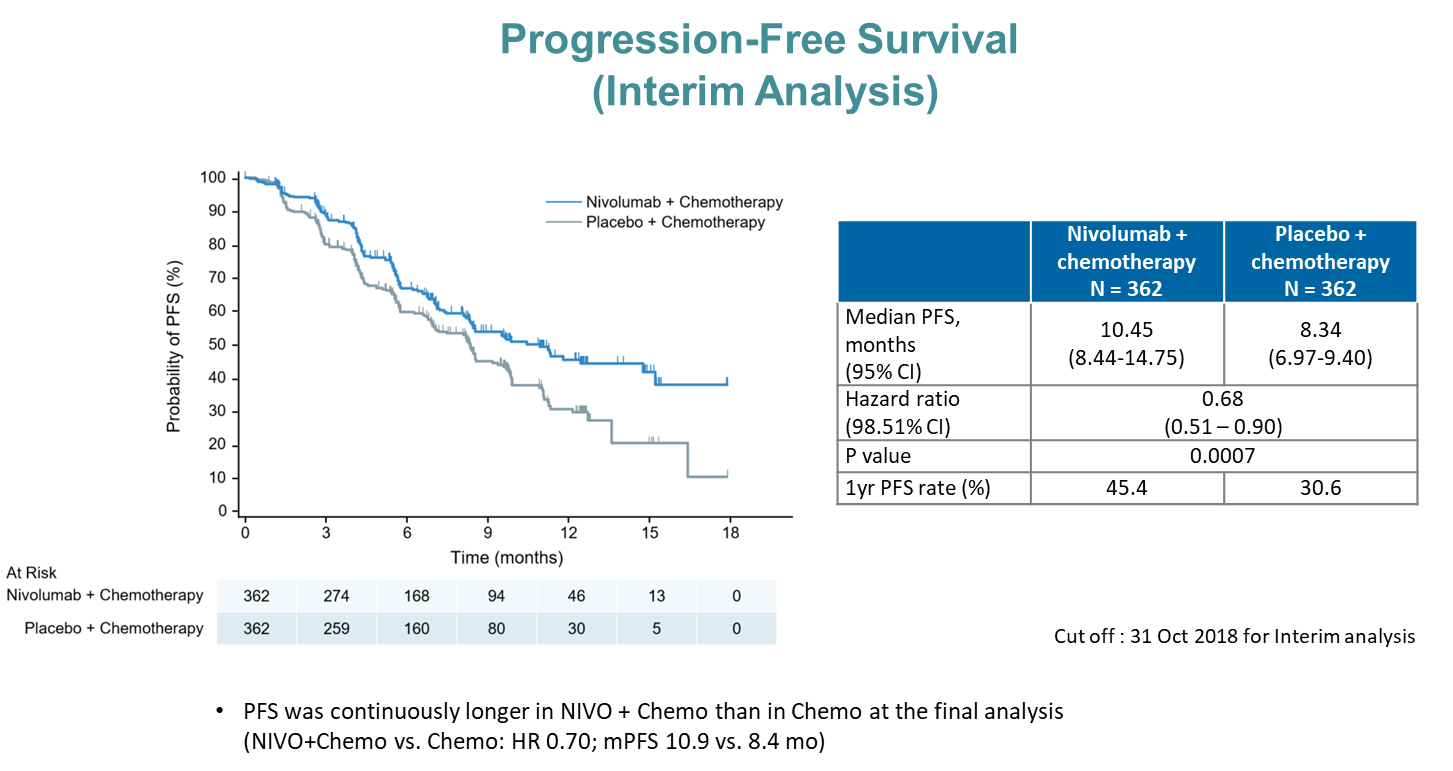 Progression-Free Survival
(Interim Analysis)
100
90
80
70
60
50
40
30
20
10
0
Probability of PFS (%)
Nivolumab + Chemotherapy
Placebo + Chemotherapy
0 3 6 9 12 15 18
Time (months)
At Risk
Nivolumab + Chemotherapy 362 274 168 94 46 13 0
Placebo + Chemotherapy 362 259 160 80 30 5 0
Nivolumab +
chemotherapy
N = 362
Placebo +
chemotherapy
N = 362
Median PFS,
months
(95% CI)
10.45
(8.44-14.75)
8.34
(6.97-9.40)
Hazard ratio
(98.51% CI)
0.68
(0.51 – 0.90)
P value 0.0007
1yr PFS rate (%) 45.4 30.6
Cut off : 31 Oct 2018 for Interim analysis
• PFS was continuously longer in NIVO + Chemo than in Chemo at the final analysis
(NIVO+Chemo vs. Chemo: HR 0.70; mPFS 10.9 vs. 8.4 mo)